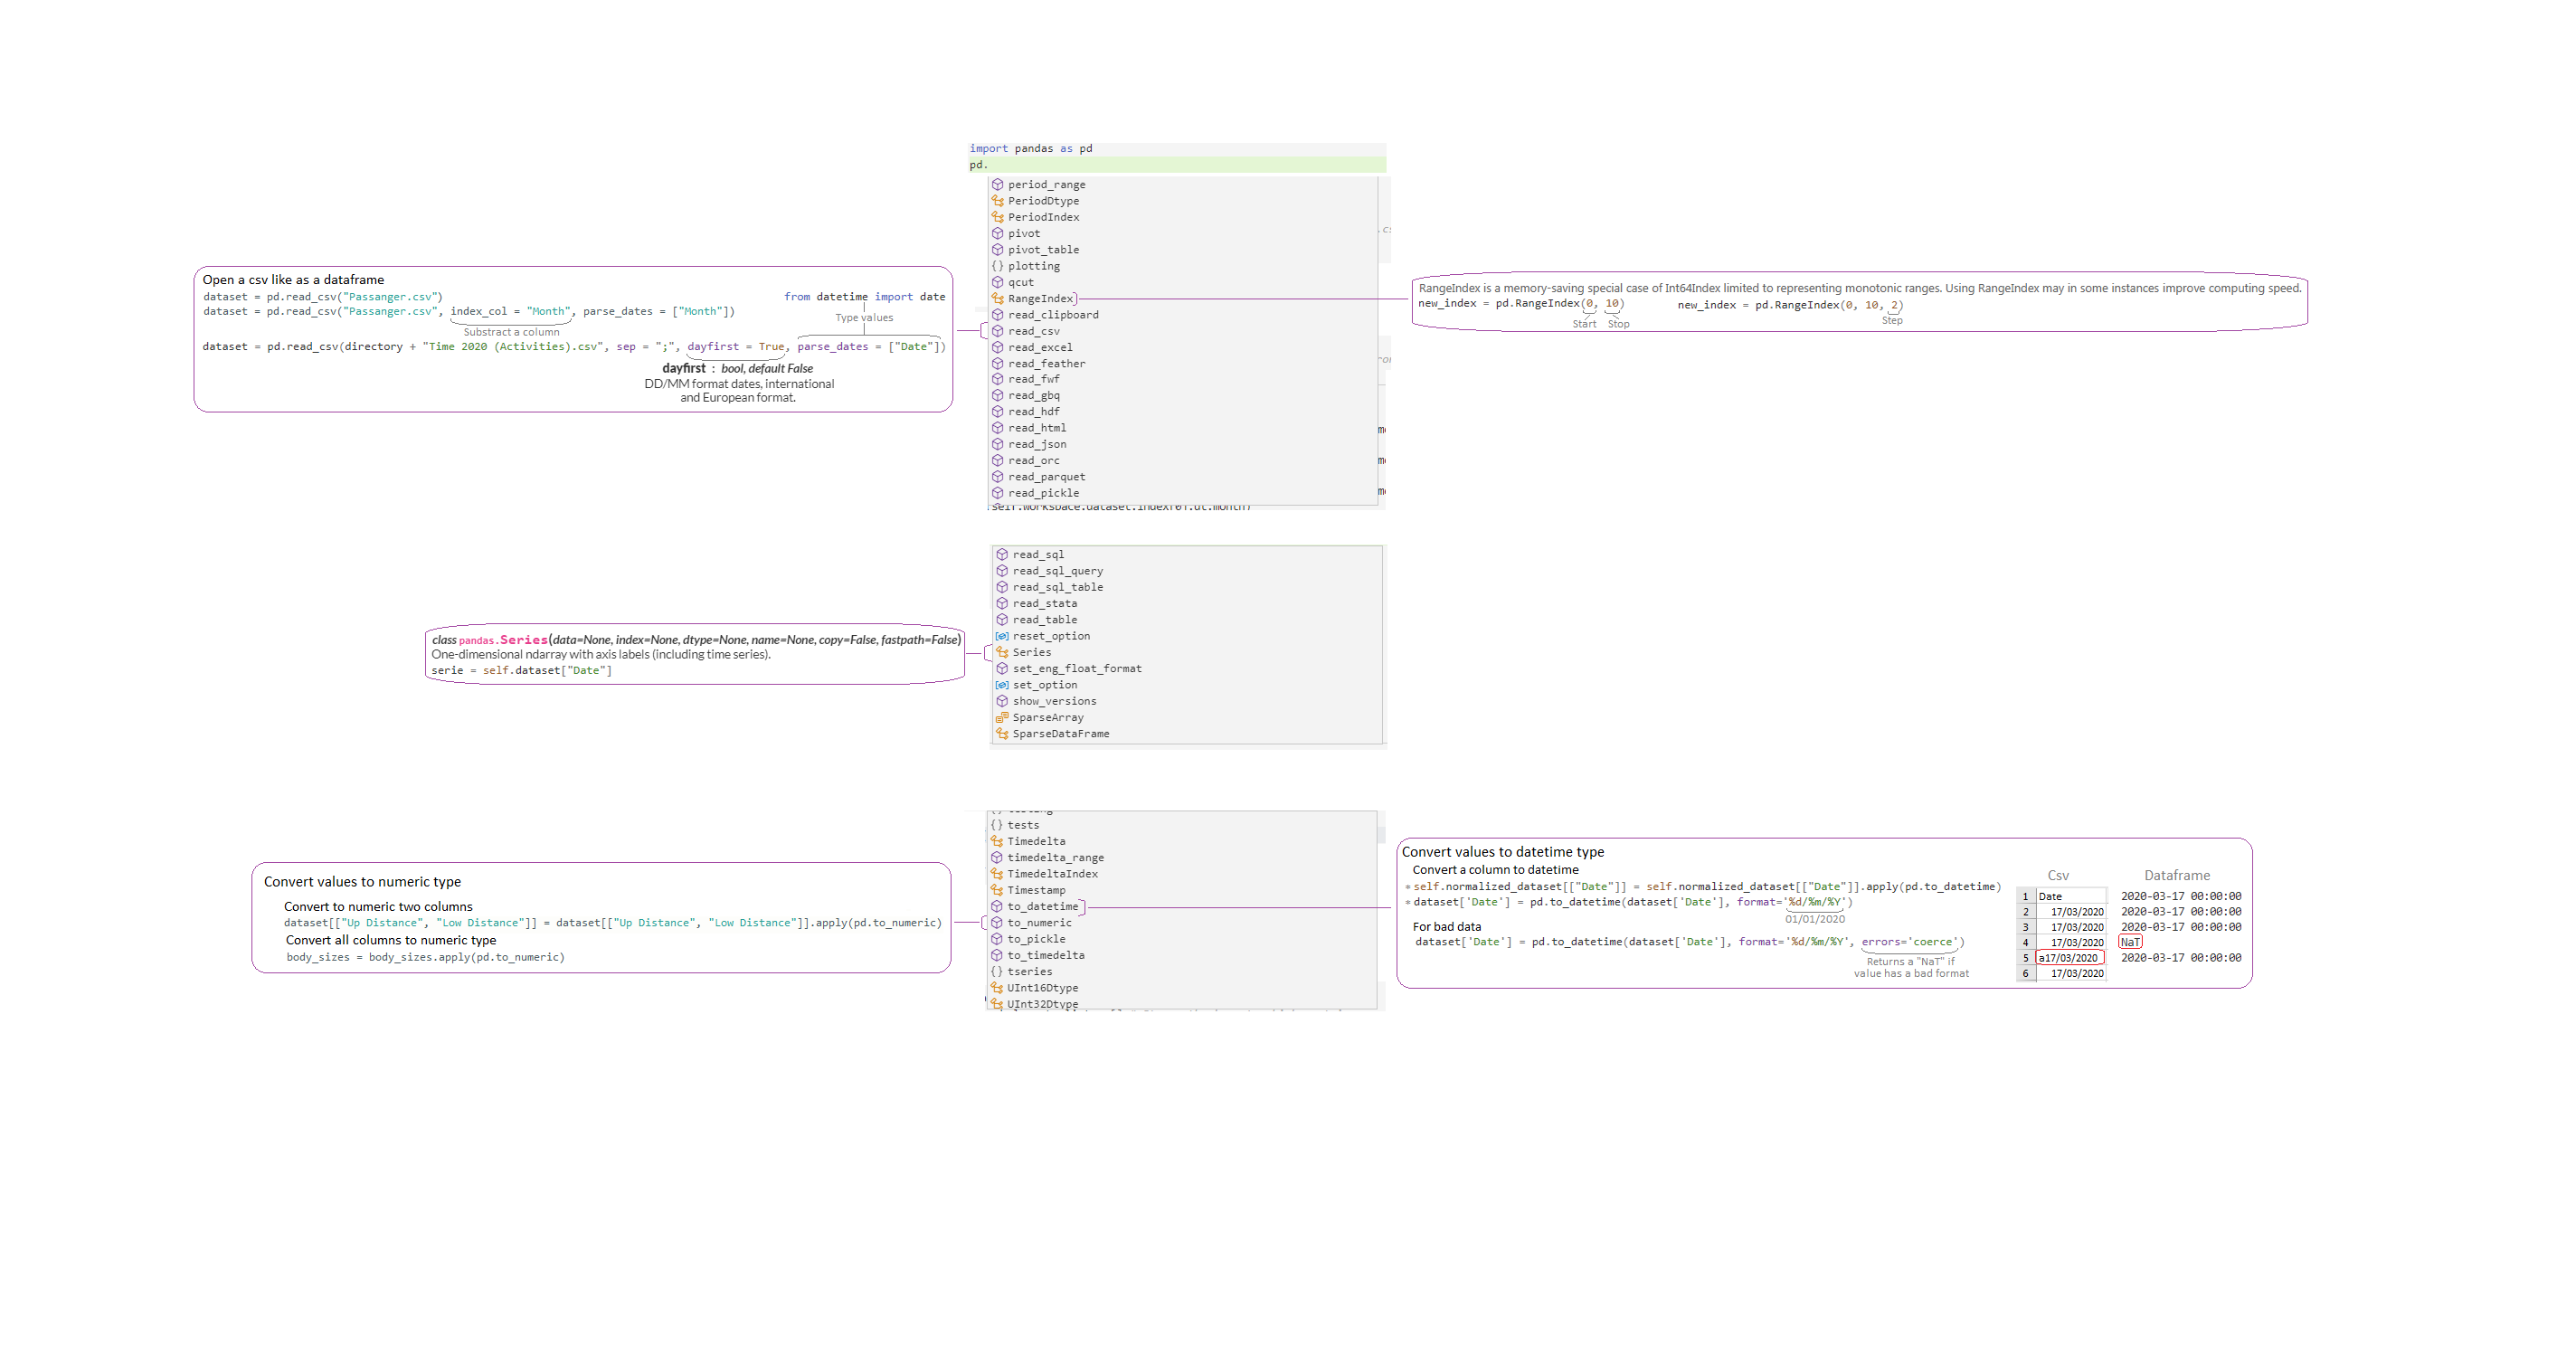 import pandas as pd
pd.
period_range
PeriodDtype
PeriodIndex
pivot
pivot_table
plotting
qcut
RangeIndex
read_clipboard
read_csv
read_excel
read_feather
read_fwf
read_gbq
read_hdf
read_html
read_json
read_orc
read_parquet
read_pickle
Open a csv like as a dataframe
dataset = pd.read_csv("Passanger.csv")
from datetime import date
dataset = pd.read_csv("Passanger.csv", index_col = "Month", parse_dates = ["Month"])
Type values
Substract a column
dataset = pd.read_csv(directory + "Time 2020 (Activities).csv", sep = ";", dayfirst = True, parse_dates = ["Date"])
dayfirst : bool, default False
DD/MM format dates, international
and European format.
RangeIndex is a memory-saving special case of Int64Index limited to representing monotonic ranges. Using RangeIndex may in some instances improve computing speed.
new_index = pd.RangeIndex(0, 10)
new_index = pd.RangeIndex(0, 10, 2)
Start Stop
Step
read_sql
read_sql_query
read_sql_table
read_stata
read_table
reset_option
Series
set_eng_float_format
set_option
show_versions
SparseArray
SparseDataFrame
class pandas.Series(data=None, index=None, dtype=None, name=None, copy=False, fastpath=False)
One-dimensional ndarray with axis labels (including time series).
serie = self.dataset["Date"]
{} tests
Timedelta
timedelta_range
TimedeltaIndex
Timestamp
to_datetime
to_numeric
to_pickle
to_timedelta
{} tseries
UInt16Dtype
UInt32Dtype
Convert values to numeric type
Convert to numeric two columns
dataset[["Up Distance", "Low Distance"]] = dataset[["Up Distance", "Low Distance"]].apply(pd.to_numeric)
Convert all columns to numeric type
body_sizes = body_sizes.apply(pd.to_numeric)
Convert values to datetime type
Convert a column to datetime
* self.normalized_dataset[["Date"]] = self.normalized_dataset[["Date"]].apply(pd.to_datetime)
* dataset['Date'] = pd.to_datetime(dataset['Date'], format='%d/%m/%Y')
01/01/2020
For bad data
dataset['Date'] = pd.to_datetime(dataset['Date'], format='%d/%m/%Y', errors='coerce')
Returns a "NaT" if
value has a bad format
Csv Dataframe
1 Date 2020-03-17 00:00:00
2 17/03/2020 2020-03-17 00:00:00
3 17/03/2020 2020-03-17 00:00:00
4 17/03/2020 NaT
5 a17/03/2020 2020-03-17 00:00:00
6 17/03/2020